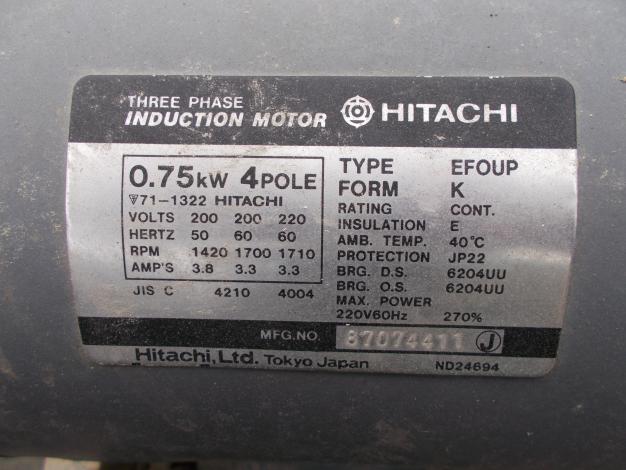 THREE PHASE
INDUCTION MOTOR HITACHI
0.75kW 4POLE
71-1322 HITACHI
VOLTS 200 200 220
HERTZ 50 60 60
RPM 1420 1700 1710
AMP'S 3.8 3.3 3.3
JIS C 4210 4004
TYPE EFOUP
FORM K
RATING CONT.
INSULATION E
AMB. TEMP. 40°C
PROTECTION JP22
BRG. D.S. 6204UU
BRG. O.S. 6204UU
MAX. POWER
220V60Hz 270%
MFG.NO. 87074411 J
Hitachi, Ltd. Tokyo Japan ND24694